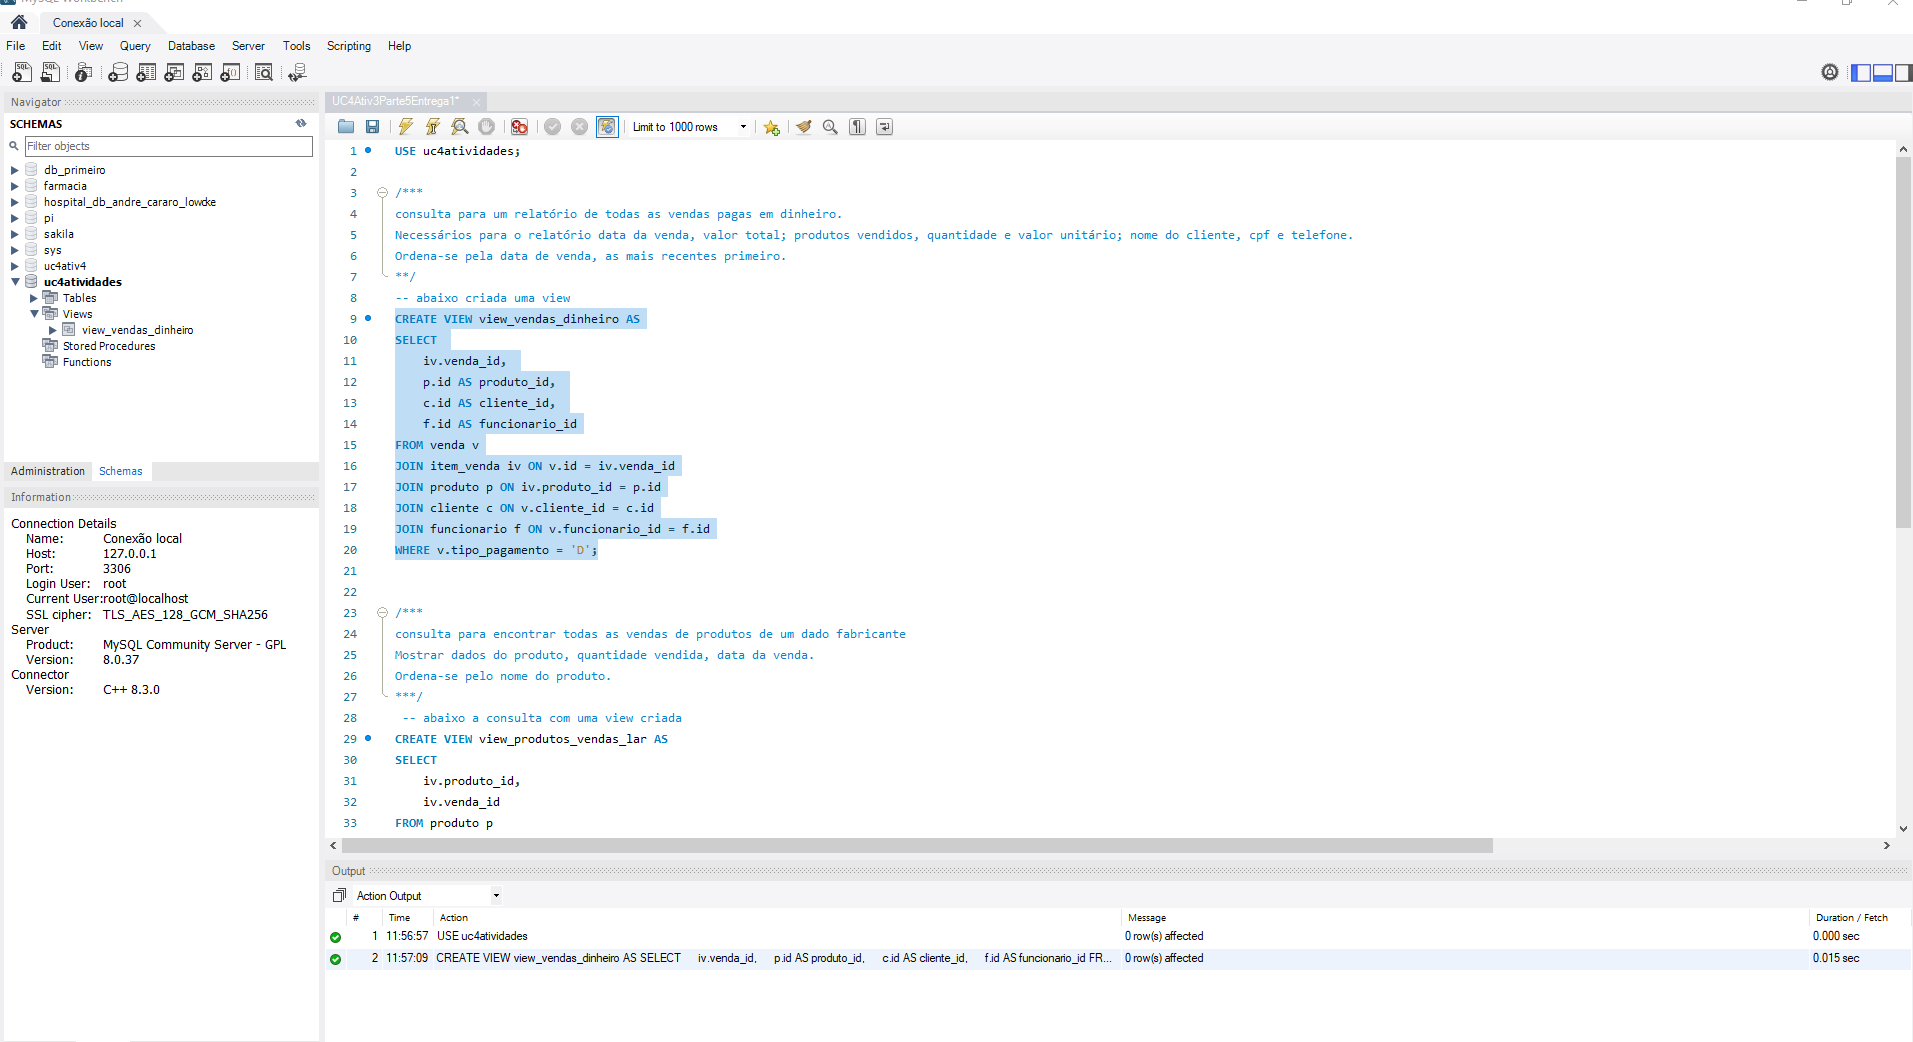 MySQL Workbench
Conexão local
File Edit View Query Database Server Tools Scripting Help
Navigator
SCHEMAS
Filter objects
db_primeiro
farmacia
hospital_db_andre_cararo_lowcke
pi
sakila
sys
uc4ativ4
uc4atividades
Tables
Views
view_vendas_dinheiro
Stored Procedures
Functions
Administration Schemas
Information
Connection Details
Name: Conexão local
Host: 127.0.0.1
Port: 3306
Login User: root
Current User:root@localhost
SSL cipher: TLS_AES_128_GCM_SHA256
Server
Product: MySQL Community Server - GPL
Version: 8.0.37
Connector
Version: C++ 8.3.0
UC4Ativ3Parte5Entrega1*
Limit to 1000 rows
1 USE uc4atividades;
2
3 /***
4 consulta para um relatório de todas as vendas pagas em dinheiro.
5 Necessários para o relatório data da venda, valor total; produtos vendidos, quantidade e valor unitário; nome do cliente, cpf e telefone.
6 Ordena-se pela data de venda, as mais recentes primeiro.
7 **/
8 -- abaixo criada uma view
9 CREATE VIEW view_vendas_dinheiro AS
10 SELECT
11 iv.venda_id,
12 p.id AS produto_id,
13 c.id AS cliente_id,
14 f.id AS funcionario_id
15 FROM venda v
16 JOIN item_venda iv ON v.id = iv.venda_id
17 JOIN produto p ON iv.produto_id = p.id
18 JOIN cliente c ON v.cliente_id = c.id
19 JOIN funcionario f ON v.funcionario_id = f.id
20 WHERE v.tipo_pagamento = 'D';
21
22
23 /***
24 consulta para encontrar todas as vendas de produtos de um dado fabricante
25 Mostrar dados do produto, quantidade vendida, data da venda.
26 Ordena-se pelo nome do produto.
27 ***/
28 -- abaixo a consulta com uma view criada
29 CREATE VIEW view_produtos_vendas_lar AS
30 SELECT
31 iv.produto_id,
32 iv.venda_id
33 FROM produto p
Output
Action Output
# Time Action Message Duration / Fetch
1 11:56:57 USE uc4atividades 0 row(s) affected 0.000 sec
2 11:57:09 CREATE VIEW view_vendas_dinheiro AS SELECT iv.venda_id, p.id AS produto_id, c.id AS cliente_id, f.id AS funcionario_id FR... 0 row(s) affected 0.015 sec